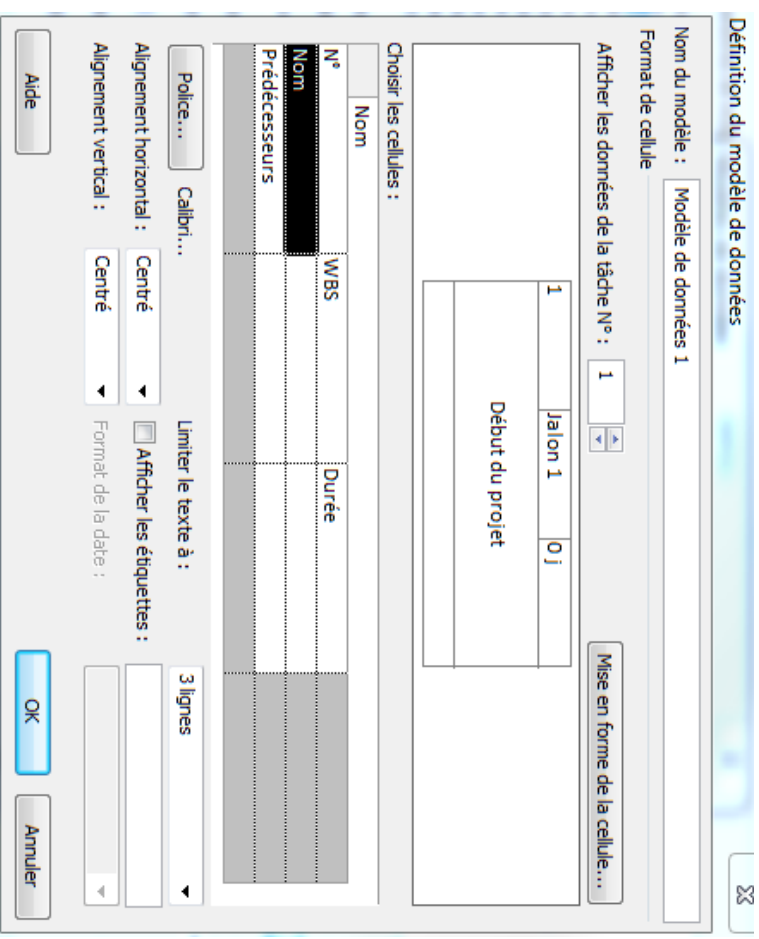 Définition du modèle de données
Nom du modèle : Modèle de données 1
Format de cellule
Afficher les données de la tâche N° : 1 Mise en forme de la cellule...
1 Jalon 1 0 j
Début du projet
Choisir les cellules :
Nom
N° WBS Durée
Nom
Prédécesseurs
Police... Calibri... Limiter le texte à : 3 lignes
Alignement horizontal : Centré Afficher les étiquettes :
Alignement vertical : Centré Format de la date :
Aide OK Annuler